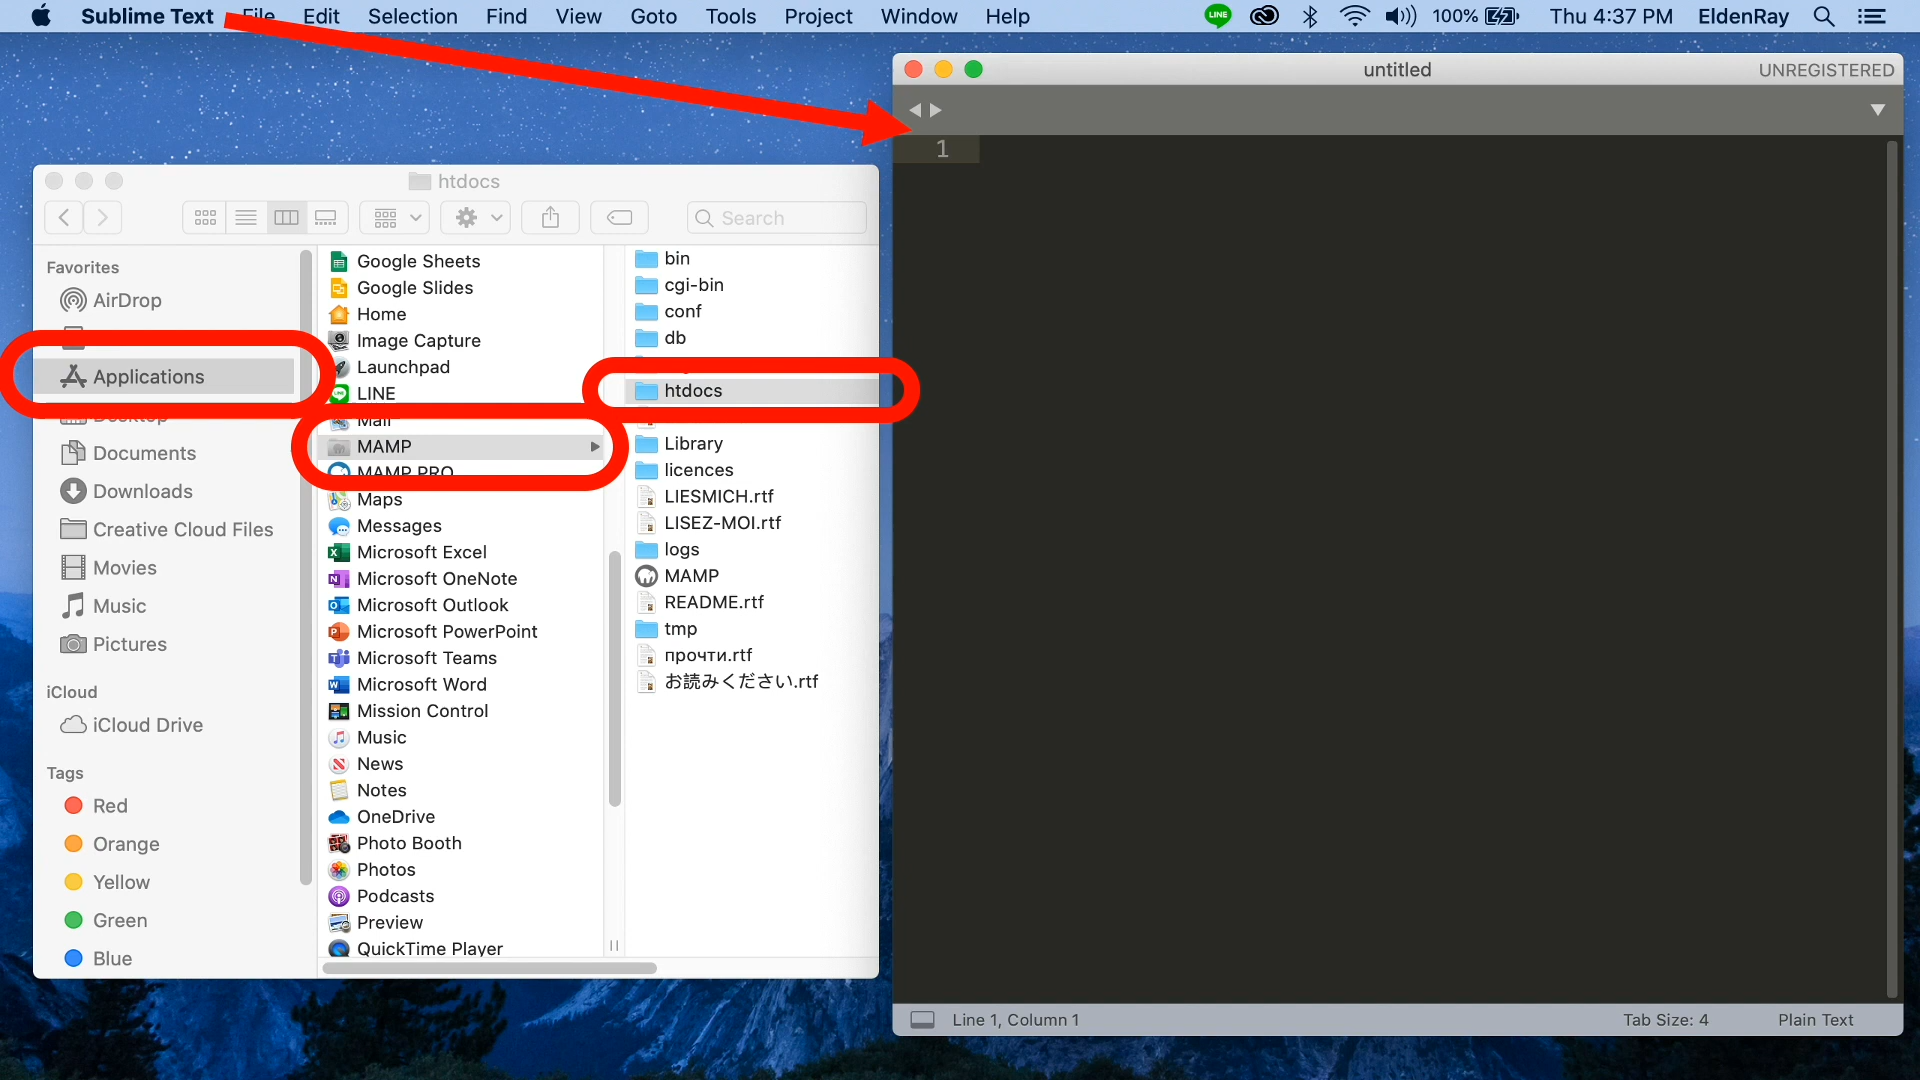 Sublime Text File Edit Selection Find View Goto Tools Project Window Help LINE 100% Thu 4:37 PM EldenRay
untitled UNREGISTERED
1
htdocs
Search
Favorites
AirDrop
Applications
Desktop
Documents
Downloads
Creative Cloud Files
Movies
Music
Pictures
iCloud
iCloud Drive
Tags
Red
Orange
Yellow
Green
Blue
Google Sheets
Google Slides
Home
Image Capture
Launchpad
LINE
Mail
MAMP
MAMP PRO
Maps
Messages
Microsoft Excel
Microsoft OneNote
Microsoft Outlook
Microsoft PowerPoint
Microsoft Teams
Microsoft Word
Mission Control
Music
News
Notes
OneDrive
Photo Booth
Photos
Podcasts
Preview
QuickTime Player
bin
cgi-bin
conf
db
htdocs
Library
licences
LIESMICH.rtf
LISEZ-MOI.rtf
logs
MAMP
README.rtf
tmp
прочти.rtf
お読みください.rtf
Line 1, Column 1 Tab Size: 4 Plain Text